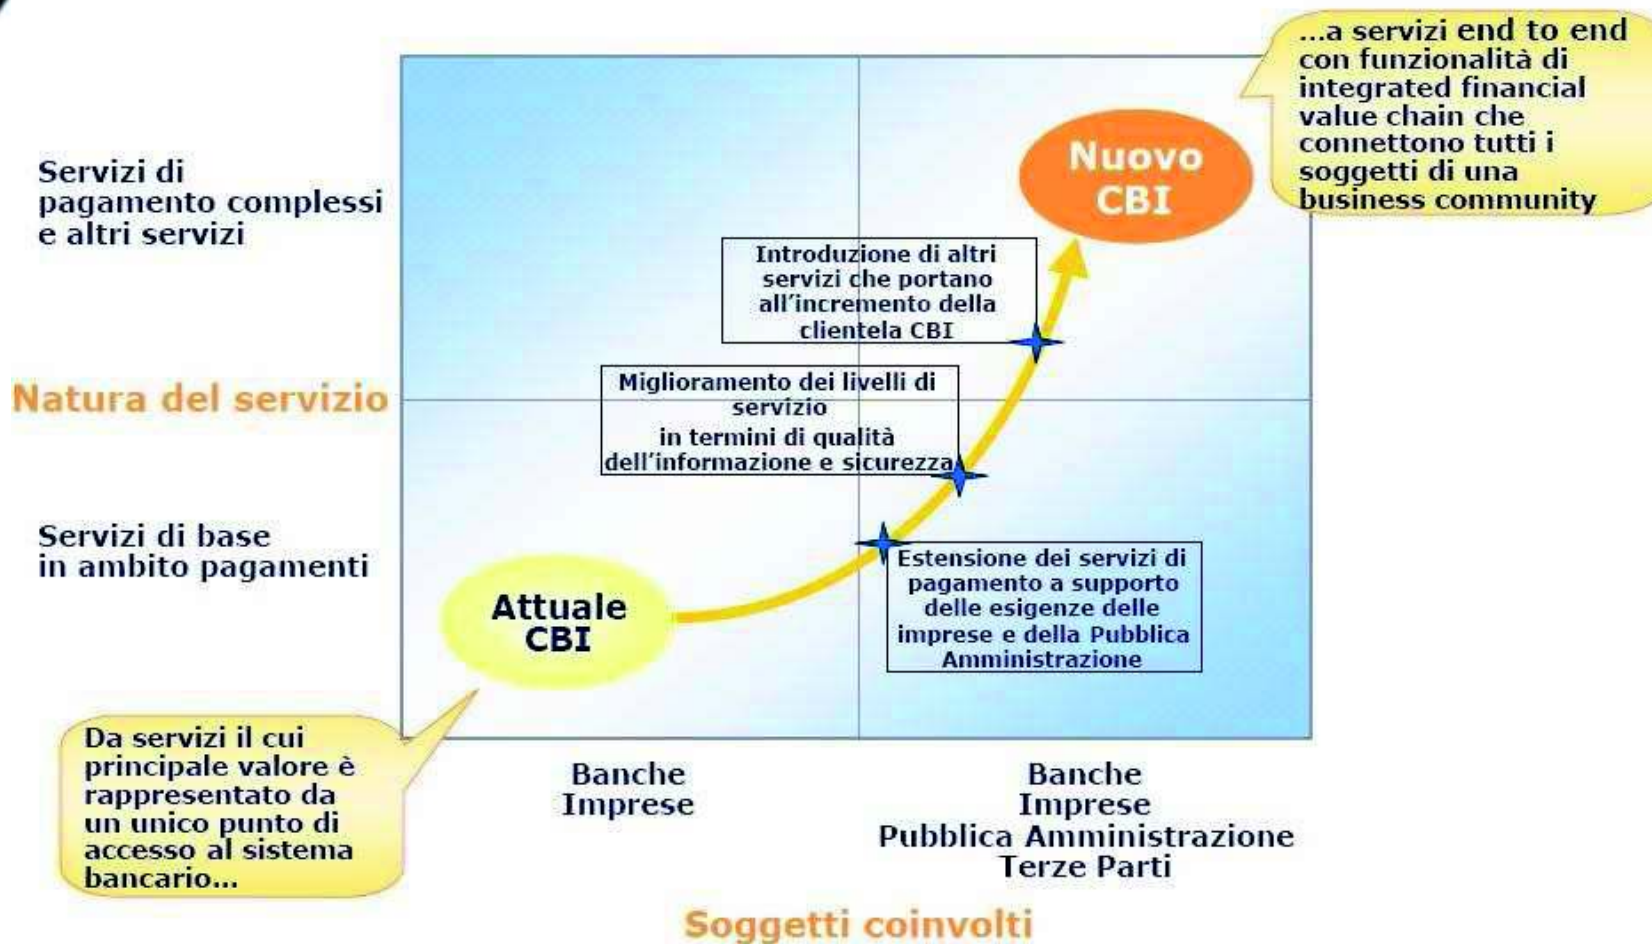 ...a servizi end to end
con funzionalità di
integrated financial
value chain che
connettono tutti i
soggetti di una
business community
Nuovo
CBI
Servizi di
pagamento complessi
e altri servizi
Introduzione di altri
servizi che portano
all'incremento della
clientela CBI
Natura del servizio
Miglioramento dei livelli di
servizio
in termini di qualità
dell'informazione e sicurezza
Servizi di base
in ambito pagamenti
Estensione dei servizi di
pagamento a supporto
delle esigenze delle
imprese e della Pubblica
Amministrazione
Attuale
CBI
Da servizi il cui
principale valore è
rappresentato da
un unico punto di
accesso al sistema
bancario...
Banche
Imprese
Banche
Imprese
Pubblica Amministrazione
Terze Parti
Soggetti coinvolti